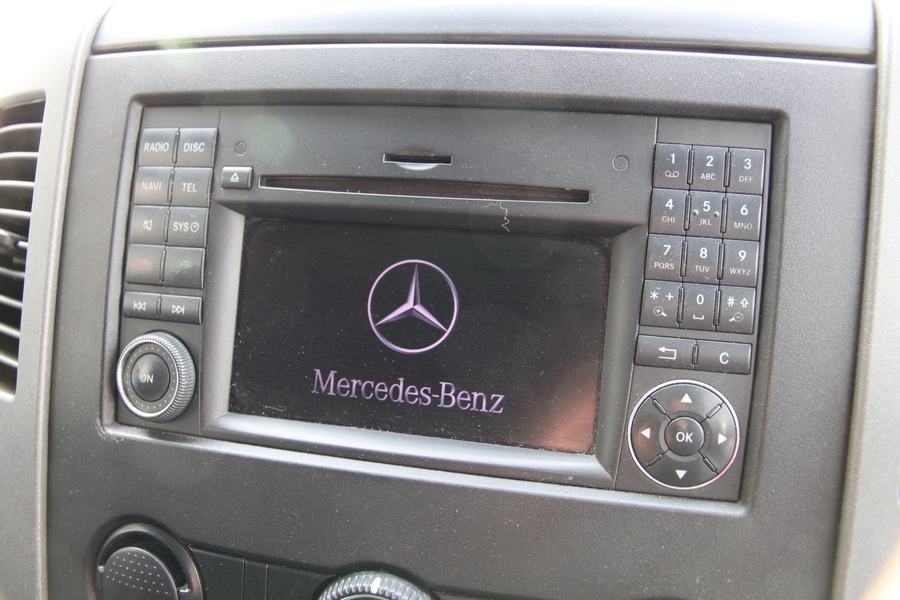 RADIO DISC
NAVI TEL
SYS
ON
Mercedes-Benz
1 2 3
ABC DEF
4 5 6
GHI JKL MNO
7 8 9
PQRS TUV WXYZ
* + 0 #
C
OK